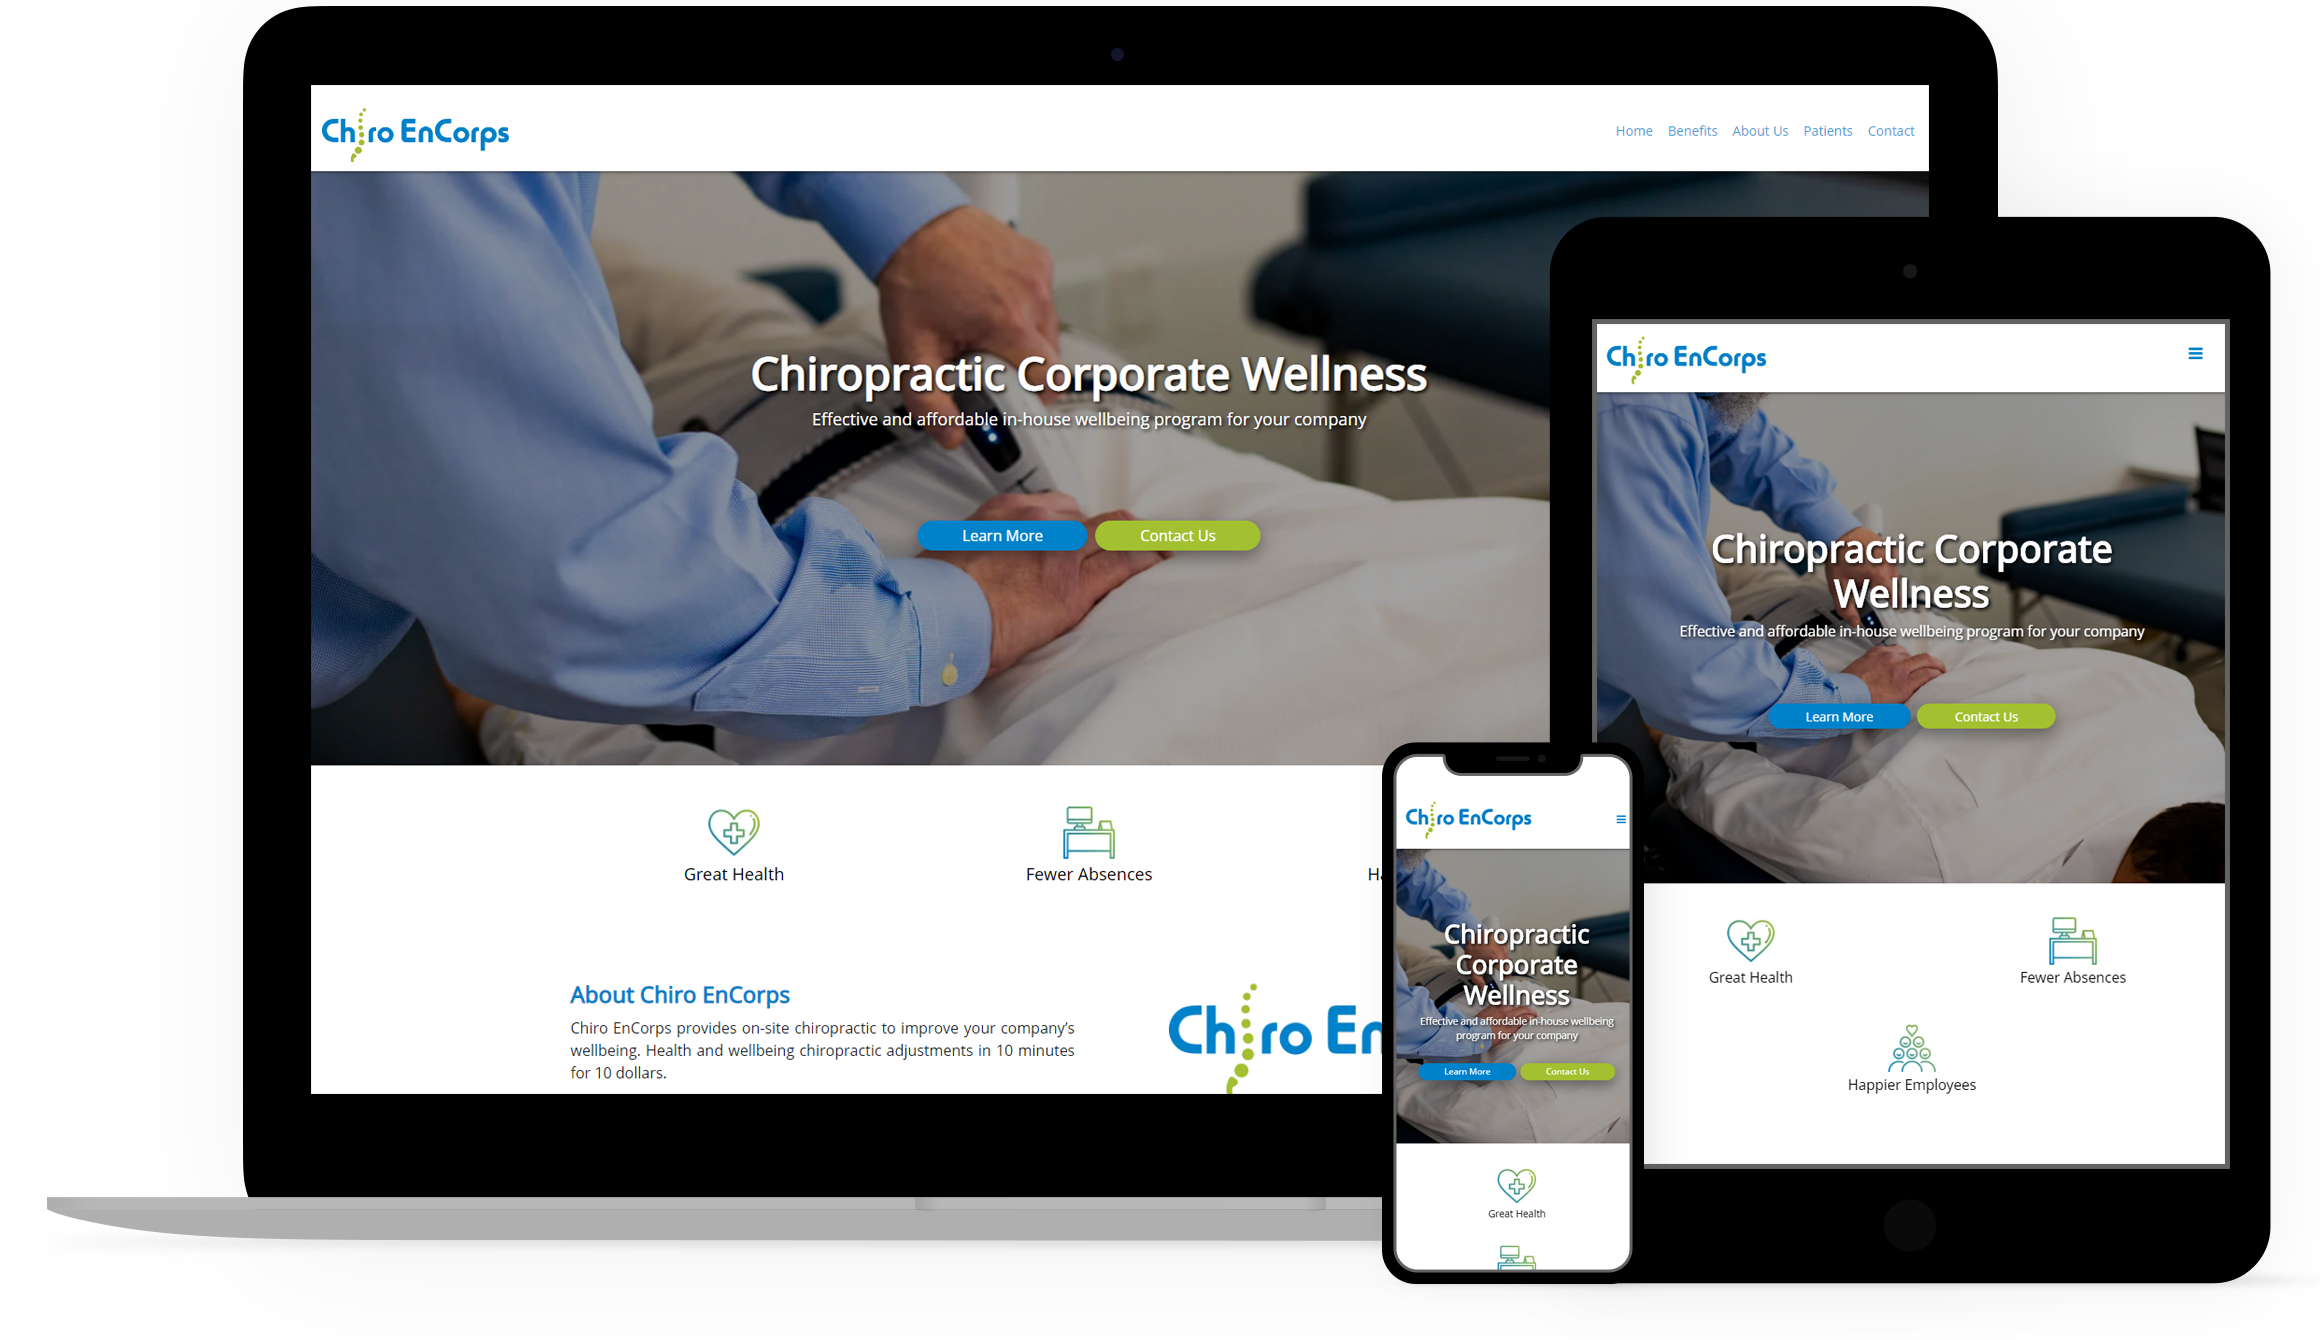 Chiro EnCorps
Home Benefits About Us Patients Contact
Chiropractic Corporate Wellness
Effective and affordable in-house wellbeing program for your company
Learn More Contact Us
Great Health Fewer Absences
About Chiro EnCorps
Chiro EnCorps provides on-site chiropractic to improve your company's
wellbeing. Health and wellbeing chiropractic adjustments in 10 minutes
for 10 dollars.
Chiro En
Chiro EnCorps
Chiropractic Corporate
Wellness
Effective and affordable in-house wellbeing program for your company
Learn More Contact Us
Great Health Fewer Absences
Happier Employees
Chiro EnCorps
Chiropractic
Corporate
Wellness
Effective and affordable in-house wellbeing
program for your company
Learn More Contact Us
Great Health